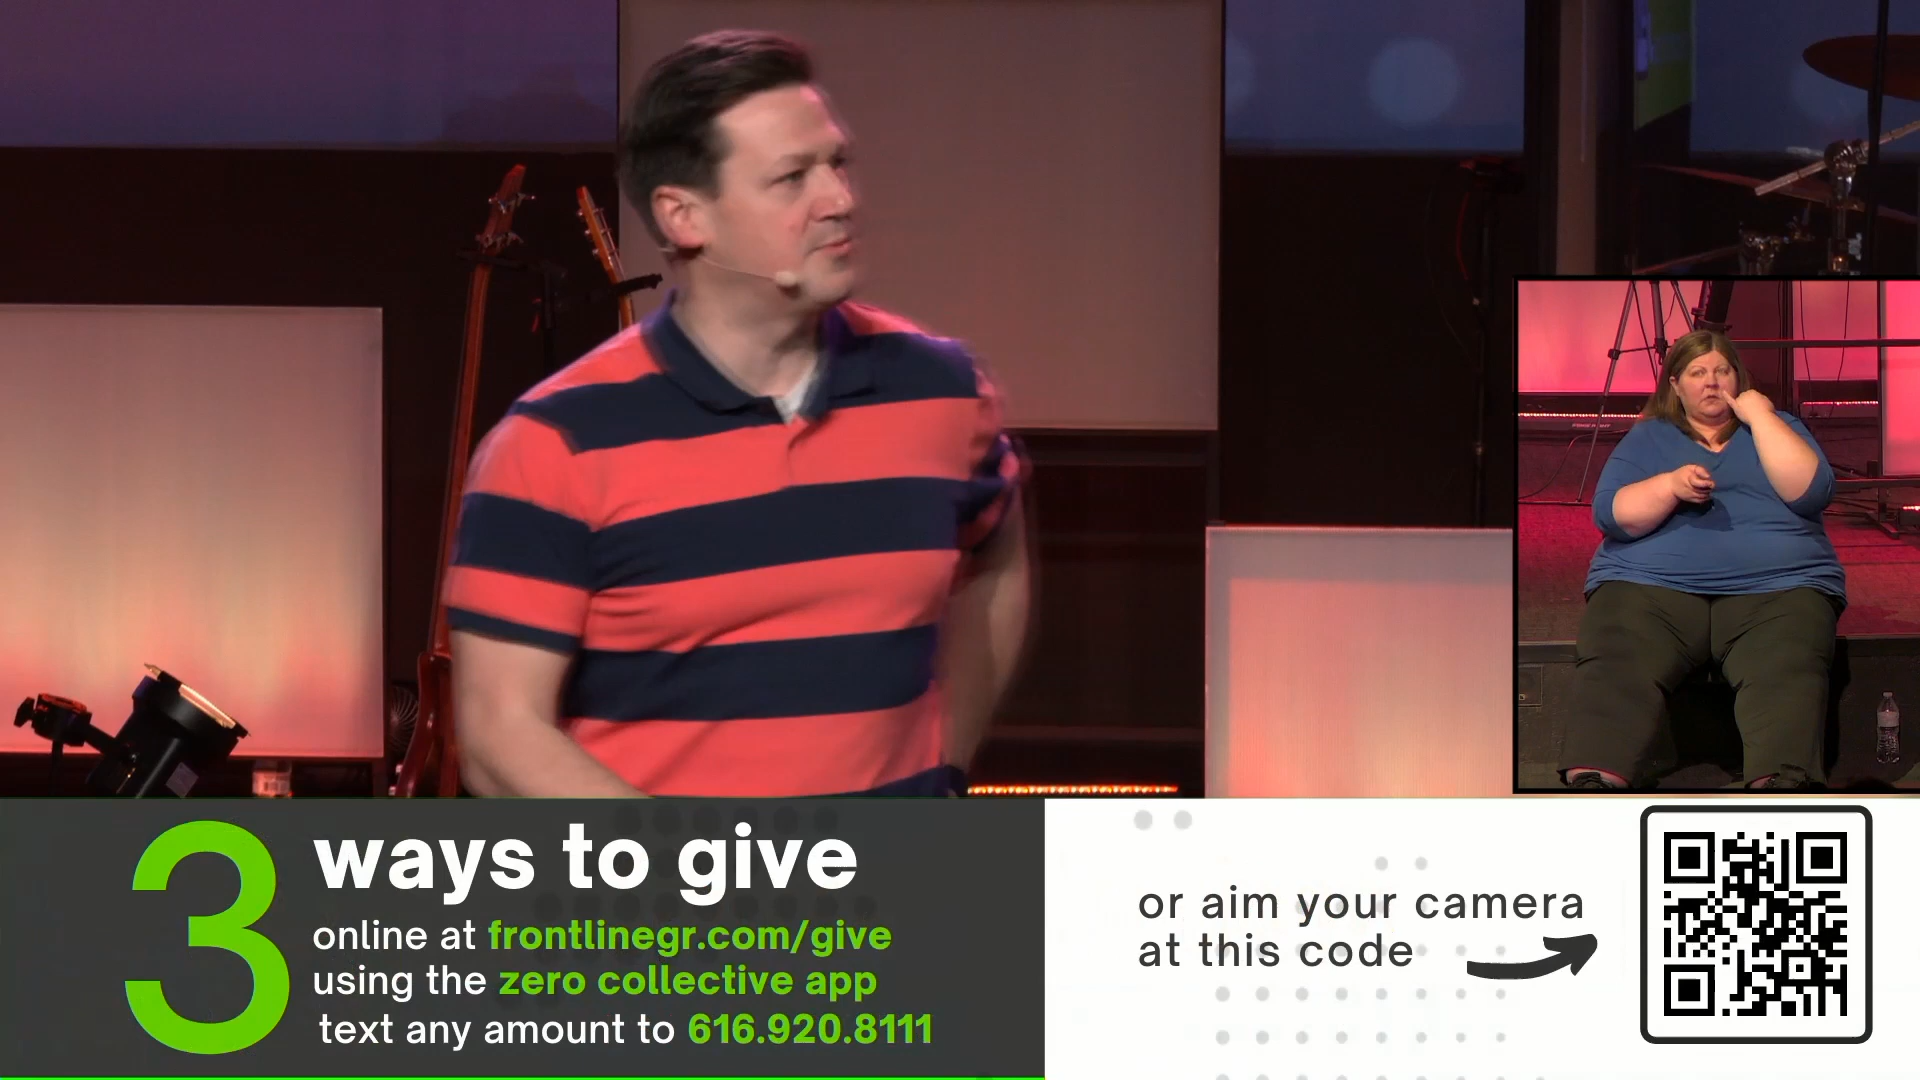 3 ways to give
online at frontlinegr.com/give
using the zero collective app
text any amount to 616.920.8111
or aim your camera
at this code